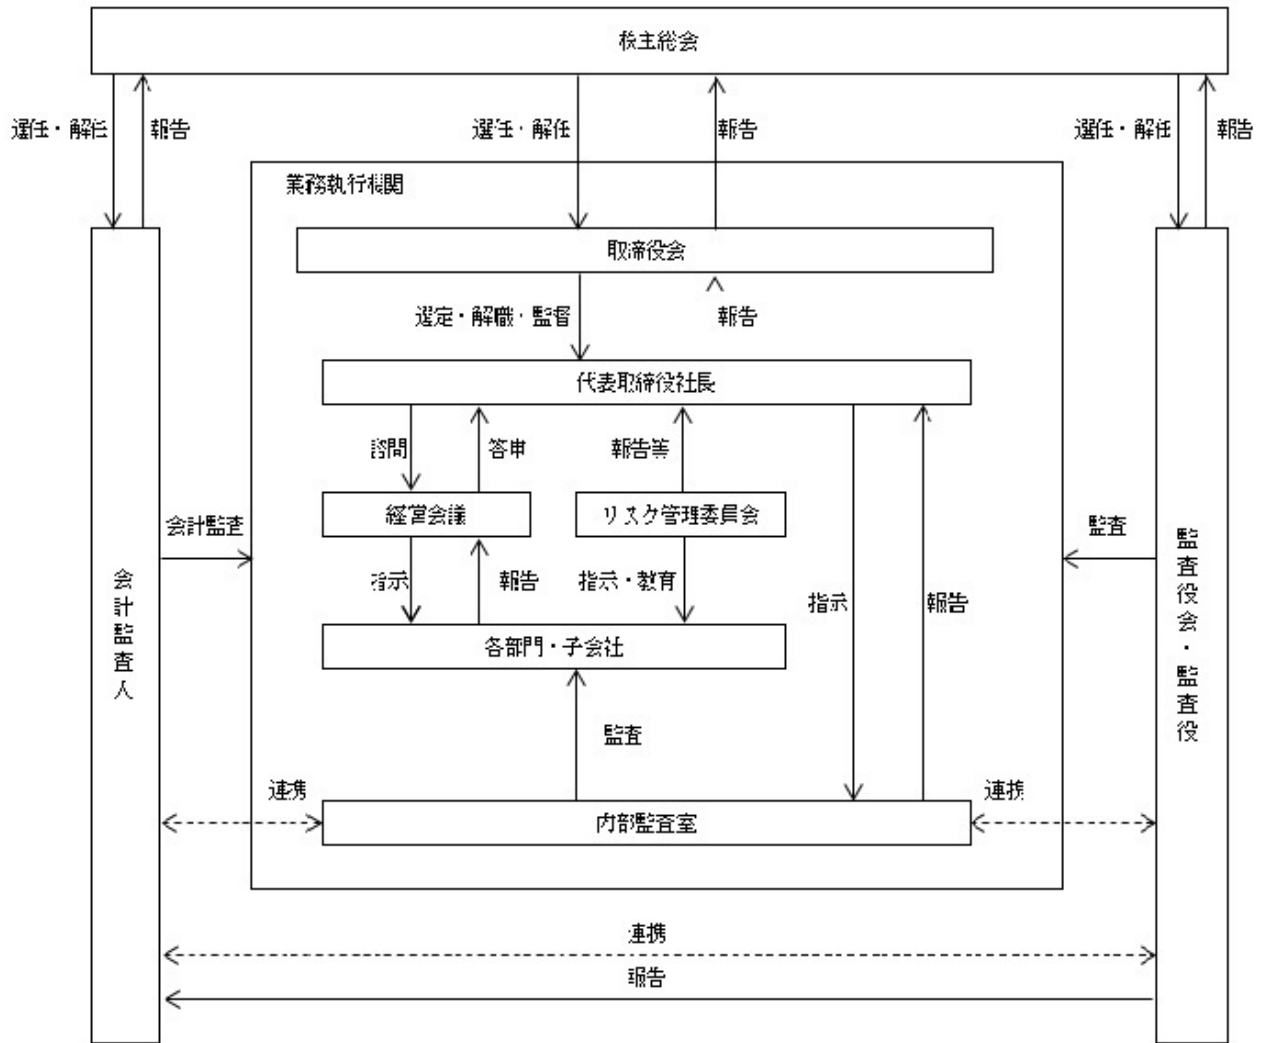 株主総会
選任・解任
報告
選任・解任
報告
選任・解任
報告
業務執行機関
取締役会
選定・解職・監督
報告
代表取締役社長
諮問
答申
報告等
経営会議
リスク管理委員会
会計監査
監査
指示
報告
指示・教育
指示
報告
各部門・子会社
会計監査人
監査役会・監査役
監査
連携
連携
内部監査室
連携
報告